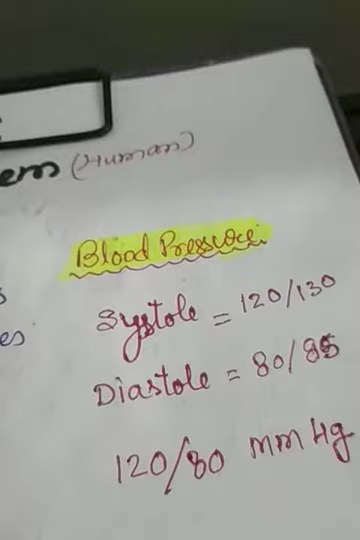 (Human)
Blood Pressure.
Systole = 120/130
Diastole = 80/85
120/80 mm Hg